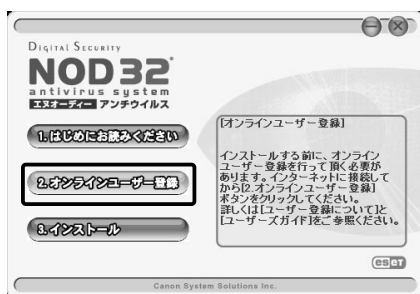 DIGITAL SECURITY
NOD32
antivirus system
エヌオーディー アンチウイルス
1.はじめにお読みください
2.オンラインユーザー登録
3.インストール
[オンラインユーザー登録]
インストールする前に、オンライン
ユーザー登録を行って頂く必要が
あります。インターネットに接続して
から[2.オンラインユーザー登録]
ボタンをクリックしてください。
詳しくは[ユーザー登録について]と
[ユーザーズガイド]をご参照ください。
eset
Canon System Solutions Inc.